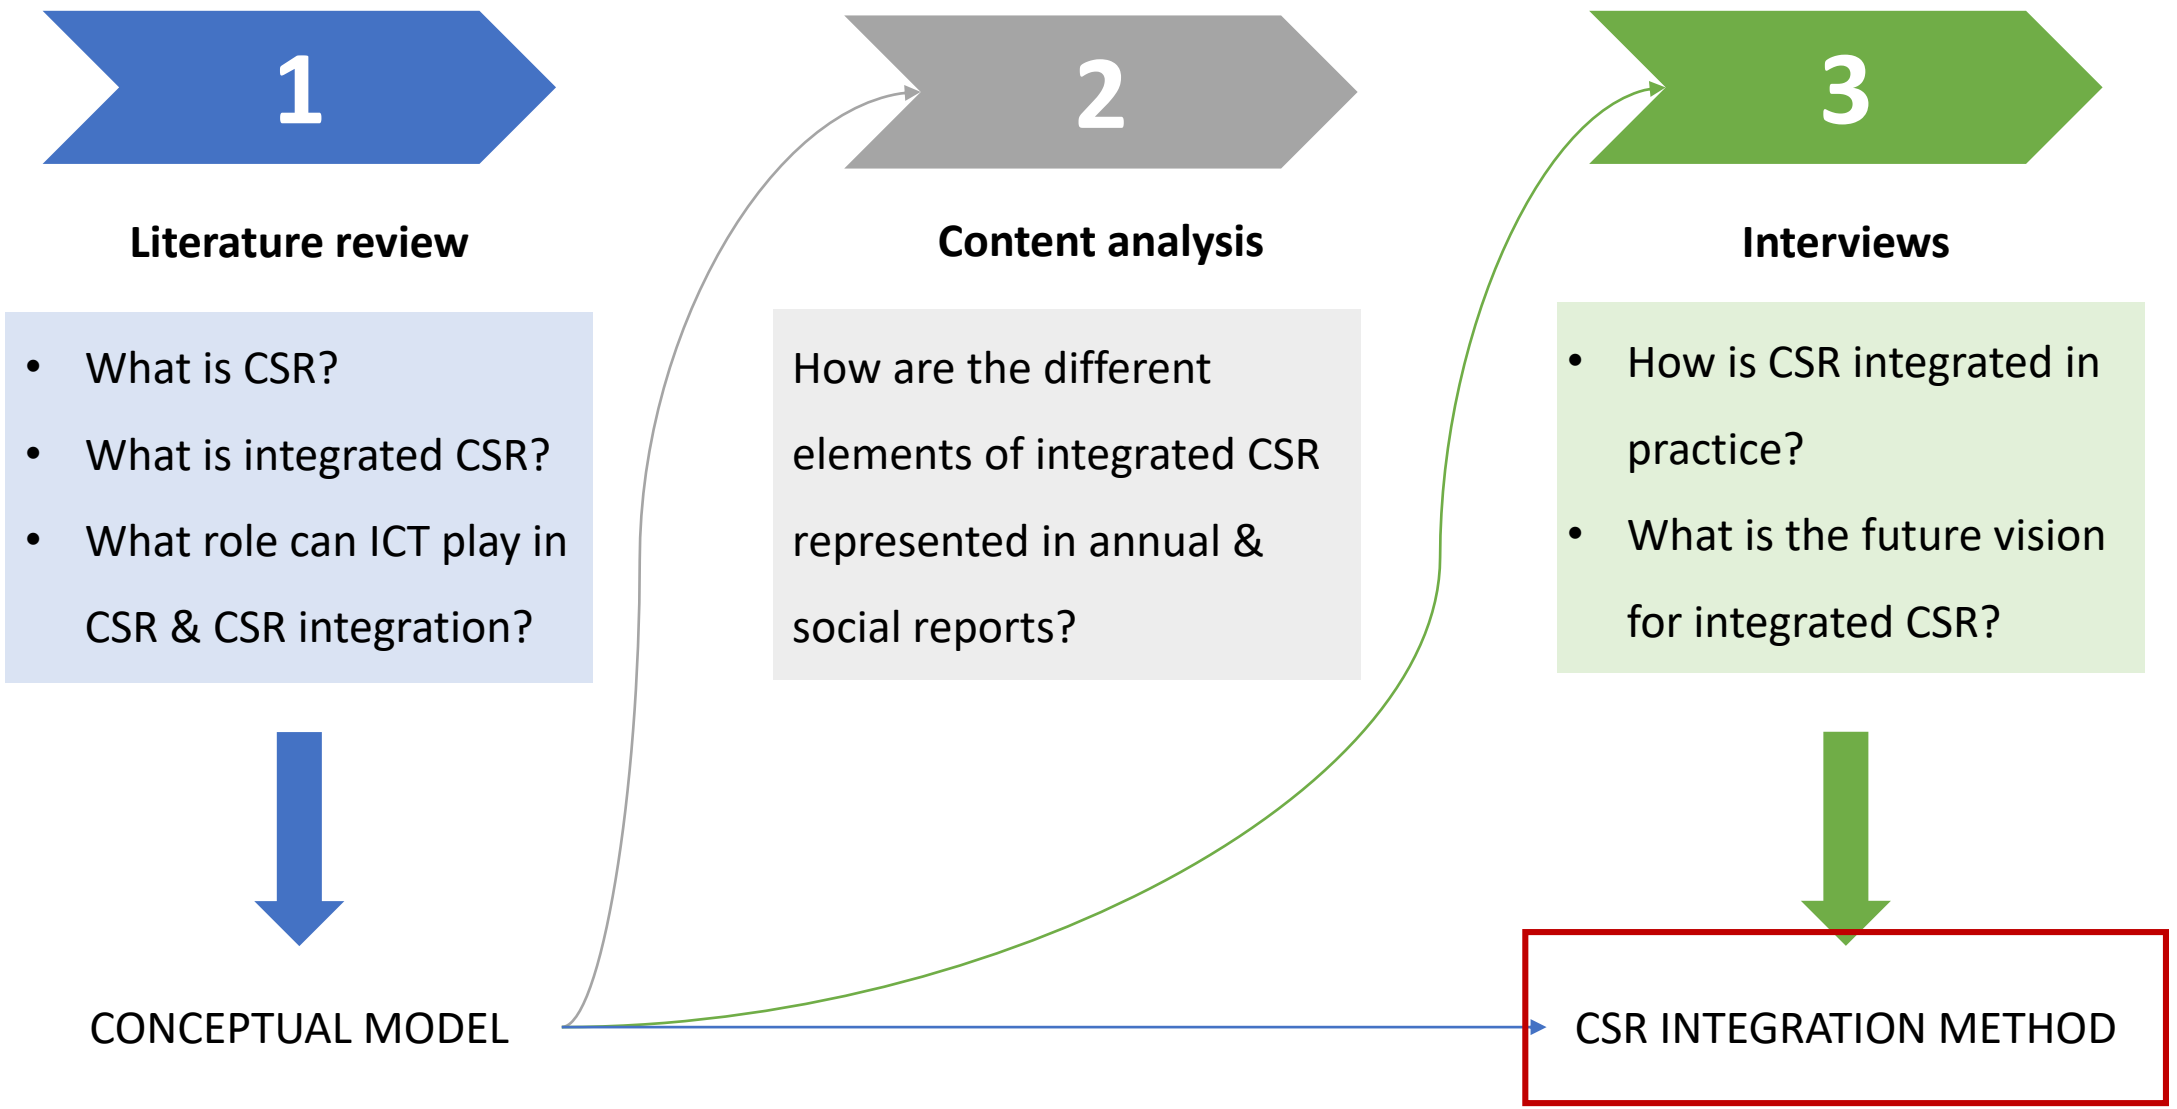 1
Literature review
• What is CSR?
• What is integrated CSR?
• What role can ICT play in
CSR & CSR integration?
CONCEPTUAL MODEL
2
Content analysis
How are the different
elements of integrated CSR
represented in annual &
social reports?
3
Interviews
• How is CSR integrated in
practice?
• What is the future vision
for integrated CSR?
CSR INTEGRATION METHOD